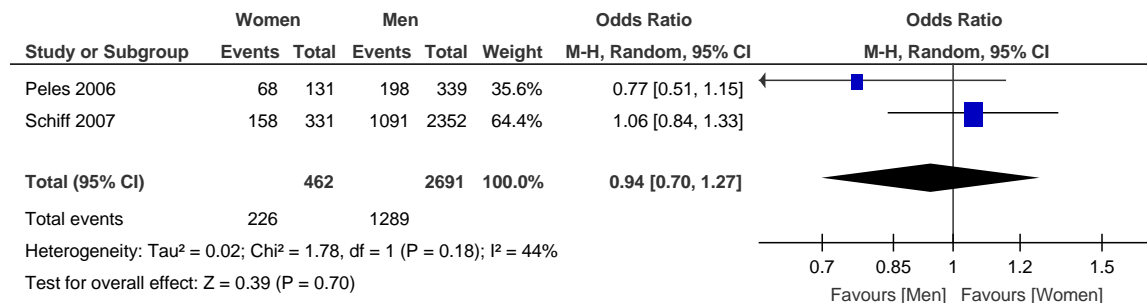 Women Men Odds Ratio Odds Ratio
Study or Subgroup Events Total Events Total Weight M-H, Random, 95% CI M-H, Random, 95% CI
Peles 2006 68 131 198 339 35.6% 0.77 [0.51, 1.15]
Schiff 2007 158 331 1091 2352 64.4% 1.06 [0.84, 1.33]
Total (95% CI) 462 2691 100.0% 0.94 [0.70, 1.27]
Total events 226 1289
Heterogeneity: Tau² = 0.02; Chi² = 1.78, df = 1 (P = 0.18); I² = 44%
Test for overall effect: Z = 0.39 (P = 0.70)
0.7 0.85 1 1.2 1.5
Favours [Men] Favours [Women]